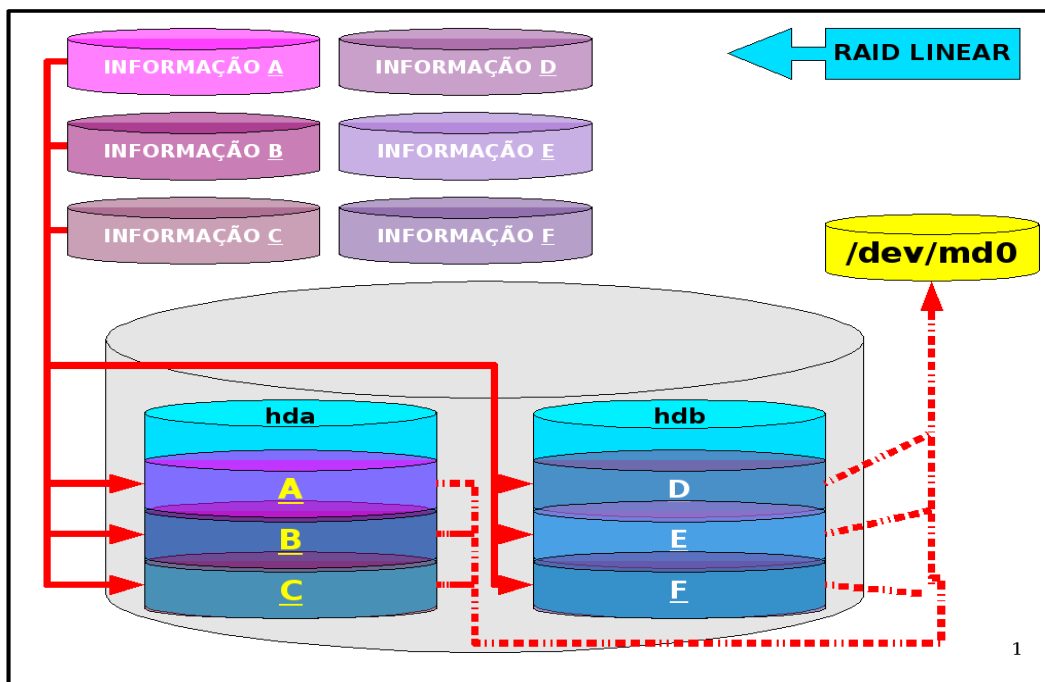 INFORMAÇÃO A
INFORMAÇÃO D
RAID LINEAR
INFORMAÇÃO B
INFORMAÇÃO E
INFORMAÇÃO C
INFORMAÇÃO F
/dev/md0
hda
hdb
A
D
B
E
C
F
1